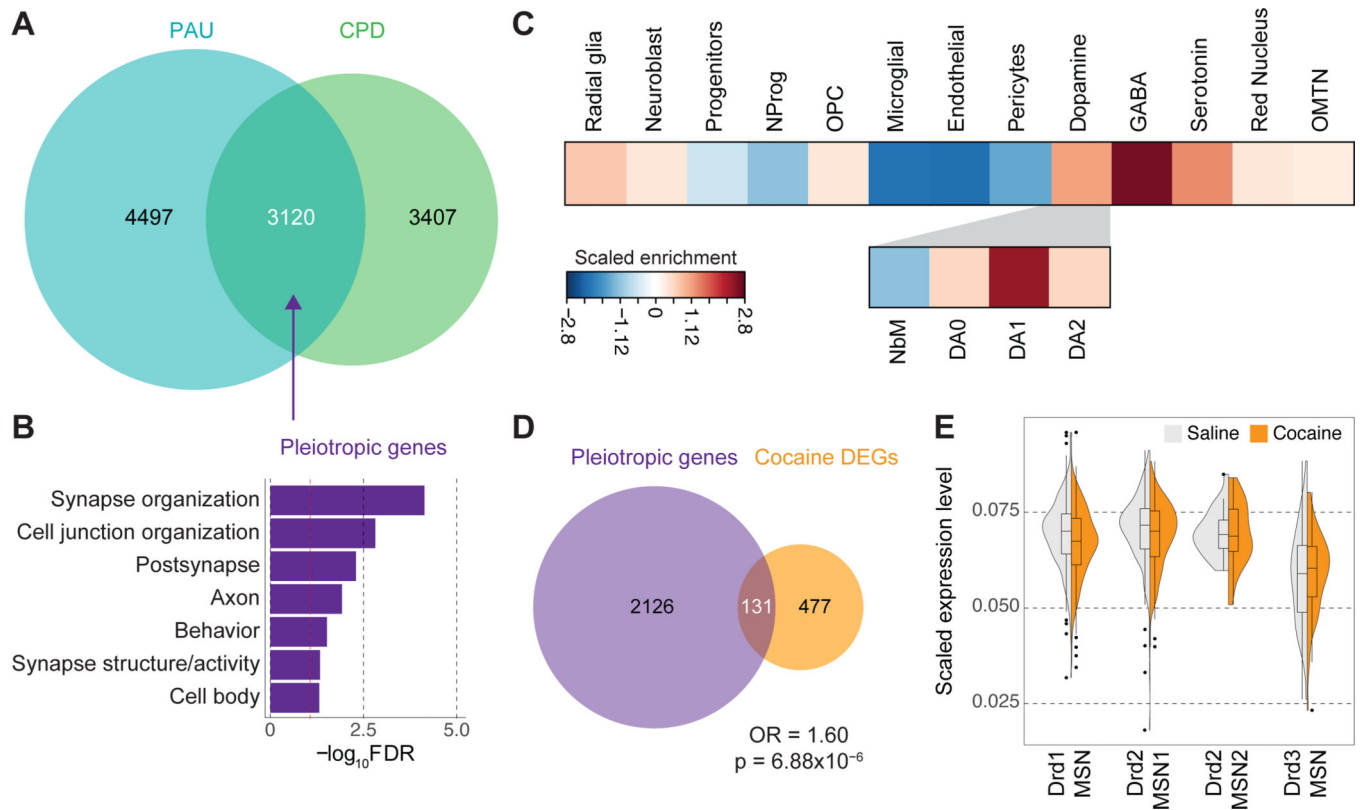 A
PAU
CPD
4497
3120
3407
B
Pleiotropic genes
Synapse organization
Cell junction organization
Postsynapse
Axon
Behavior
Synapse structure/activity
Cell body
0
2.5
5.0
−log₁₀FDR
C
Radial glia
Neuroblast
Progenitors
NProg
OPC
Microglial
Endothelial
Pericytes
Dopamine
GABA
Serotonin
Red Nucleus
OMTN
Scaled enrichment
−2.8
−1.12
0
1.12
2.8
NbM
DA0
DA1
DA2
D
Pleiotropic genes
Cocaine DEGs
2126
131
477
OR = 1.60
p = 6.88x10⁻⁶
E
Saline
Cocaine
Scaled expression level
0.075
0.050
0.025
Drd1
MSN
Drd2
MSN1
Drd2
MSN2
Drd3
MSN